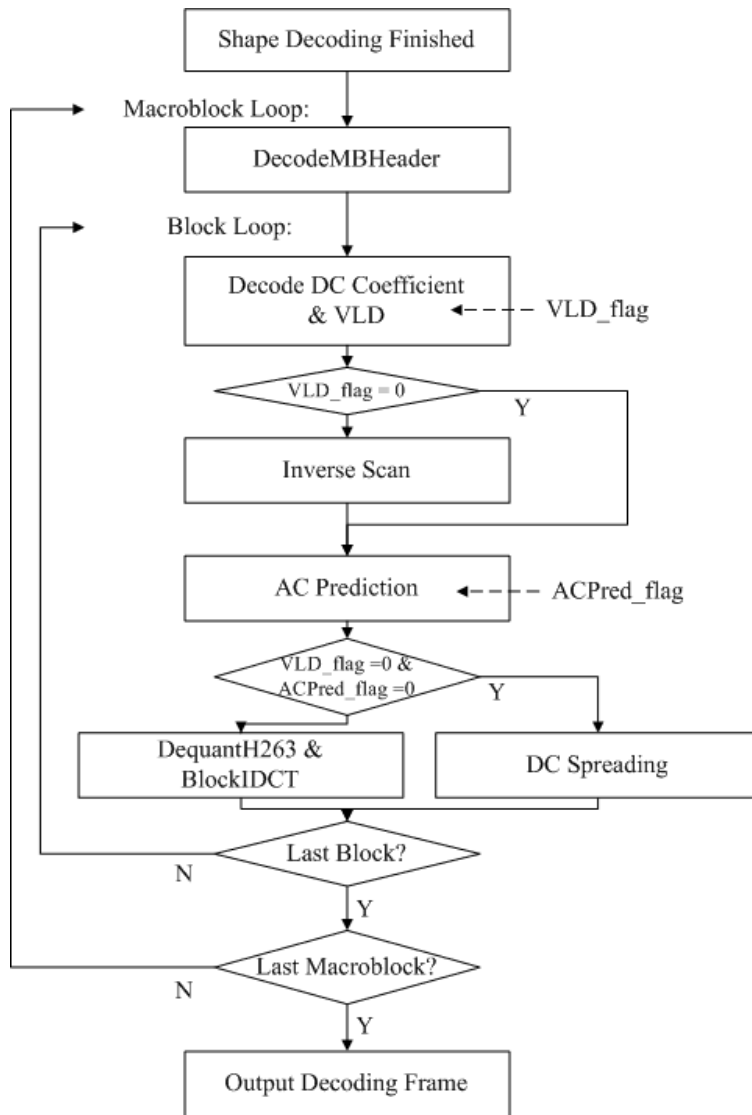 Shape Decoding Finished
Macroblock Loop:
DecodeMBHeader
Block Loop:
Decode DC Coefficient
& VLD
VLD_flag
VLD_flag = 0
Y
Inverse Scan
AC Prediction
ACPred_flag
VLD_flag =0 &
ACPred_flag =0
Y
DequantH263 &
BlockIDCT
DC Spreading
Last Block?
N
Y
Last Macroblock?
N
Y
Output Decoding Frame